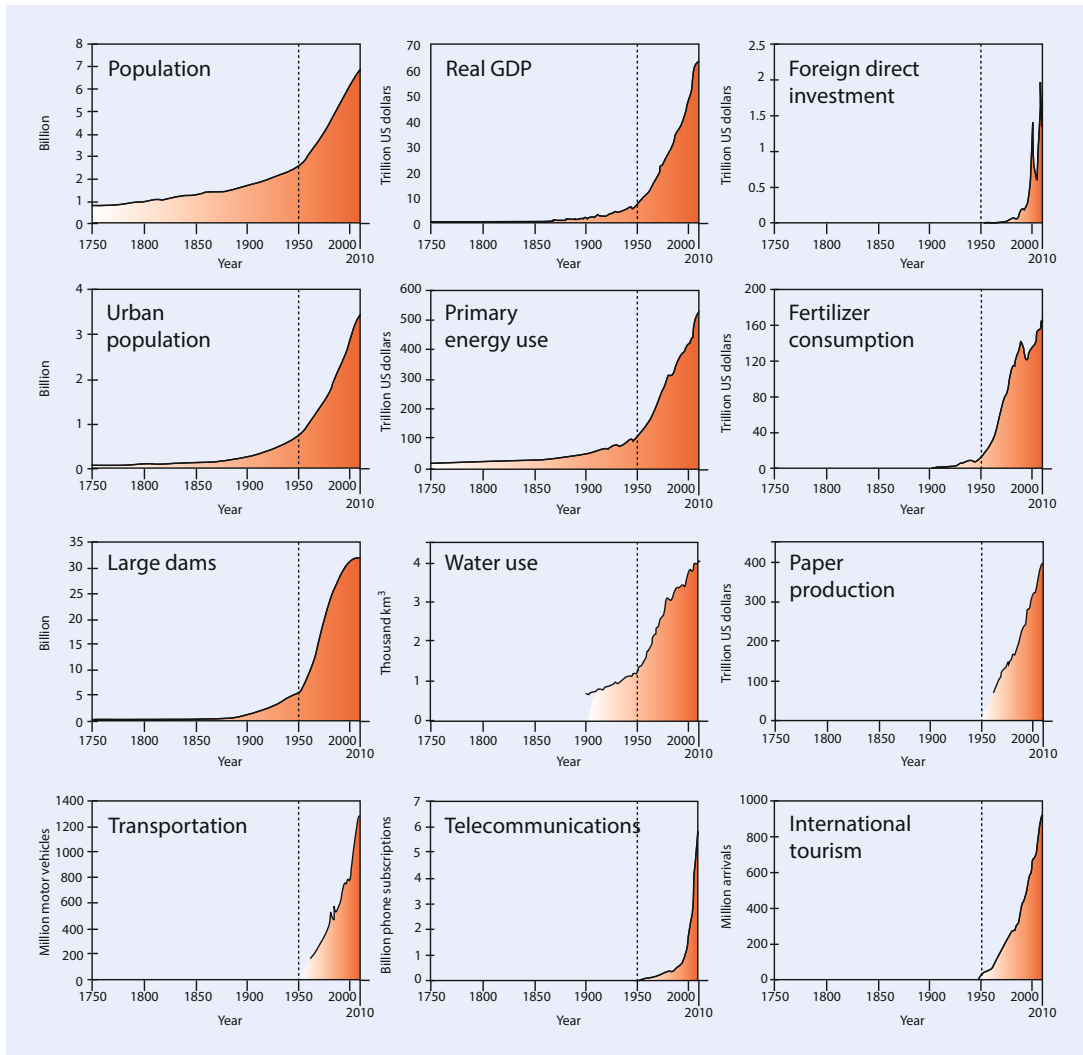 Population
Billion
8
7
6
5
4
3
2
1
0
1750 1800 1850 1900 1950 2000
2010
Year
Real GDP
Trillion US dollars
70
60
50
40
30
20
10
0
1750 1800 1850 1900 1950 2000
2010
Year
Foreign direct
investment
Trillion US dollars
2.5
2
1.5
1
0.5
0
1750 1800 1850 1900 1950 2000
2010
Year
Urban
population
Billion
4
3
2
1
0
1750 1800 1850 1900 1950 2000
2010
Year
Primary
energy use
Trillion US dollars
600
500
400
300
200
100
0
1750 1800 1850 1900 1950 2000
2010
Year
Fertilizer
consumption
Trillion US dollars
200
160
120
80
40
0
1750 1800 1850 1900 1950 2000
2010
Year
Large dams
Billion
35
30
25
20
15
10
5
0
1750 1800 1850 1900 1950 2000
2010
Year
Water use
Thousand km³
4
3
2
1
0
1750 1800 1850 1900 1950 2000
2010
Year
Paper
production
Trillion US dollars
400
300
200
100
0
1750 1800 1850 1900 1950 2000
2010
Year
Transportation
Million motor vehicles
1400
1200
1000
800
600
400
200
0
1750 1800 1850 1900 1950 2000
2010
Year
Telecommunications
Billion phone subscriptions
7
6
5
4
3
2
1
0
1750 1800 1850 1900 1950 2000
2010
Year
International
tourism
Million arrivals
1000
800
600
400
200
0
1750 1800 1850 1900 1950 2000
2010
Year